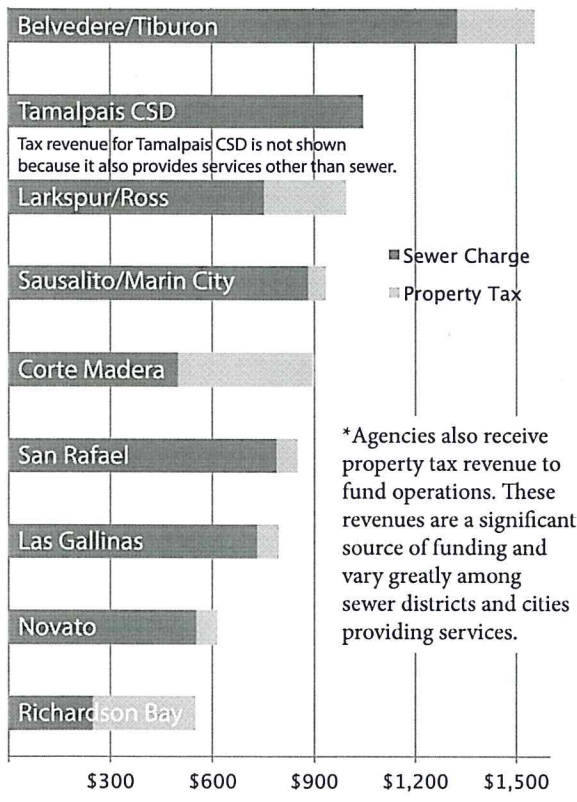 Belvedere/Tiburon
Tamalpais CSD
Tax revenue for Tamalpais CSD is not shown
because it also provides services other than sewer.
Larkspur/Ross
Sewer Charge
Sausalito/Marin City
Property Tax
Corte Madera
*Agencies also receive
property tax revenue to
fund operations. These
revenues are a significant
source of funding and
vary greatly among
sewer districts and cities
providing services.
San Rafael
Las Gallinas
Novato
Richardson Bay
$300 $600 $900 $1,200 $1,500